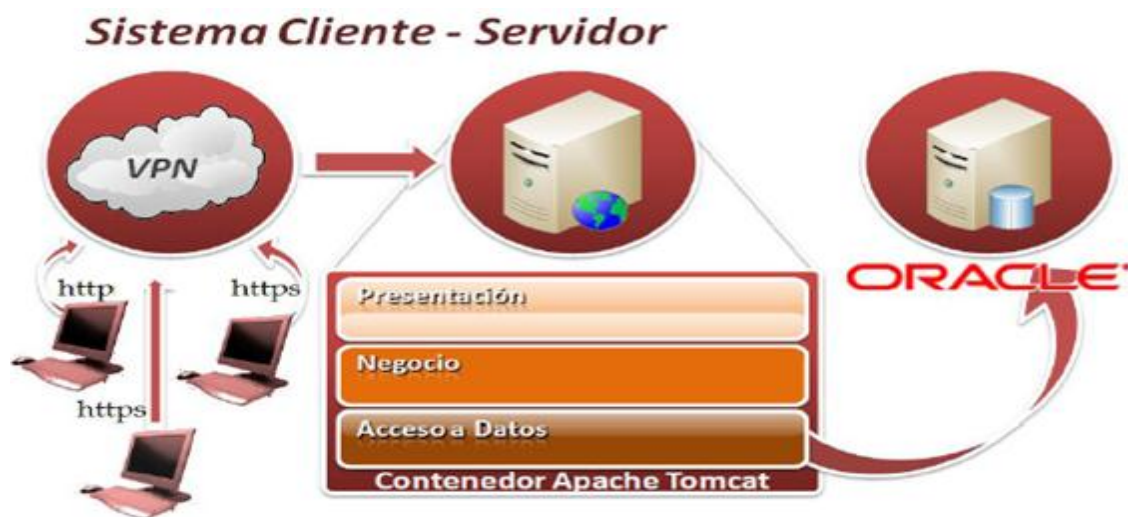 Sistema Cliente - Servidor
VPN
http
https
https
Presentación
Negocio
Acceso a Datos
Contenedor Apache Tomcat
ORACLE